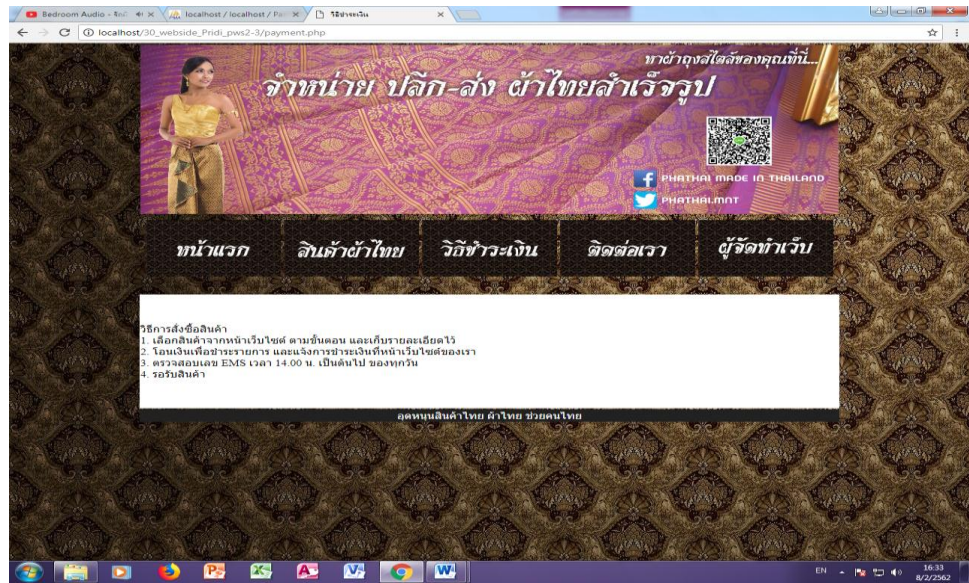 Bedroom Audio - รักไ
localhost / localhost / Pa
วิธีชำระเงิน
localhost/30_webside_Pridi_pws2-3/payment.php
หาผ้าถุงสไตล์ของคุณที่นี่...
จำหน่าย ปลีก-ส่ง ผ้าไทยสำเร็จรูป
PHATHAI MADE IN THAILAND
PHATHAI.MNT
หน้าแรก
สินค้าผ้าไทย
วิธีชำระเงิน
ติดต่อเรา
ผู้จัดทำเว็บ
วิธีการสั่งซื้อสินค้า
1. เลือกสินค้าจากหน้าเว็บไซต์ ตามขั้นตอน และเก็บรายละเอียดไว้
2. โอนเงินเพื่อชำระรายการ และแจ้งการชำระเงินที่หน้าเว็บไซต์ของเรา
3. ตรวจสอบเลข EMS เวลา 14.00 น. เป็นต้นไป ของทุกวัน
4. รอรับสินค้า
อุดหนุนสินค้าไทย ผ้าไทย ช่วยคนไทย
EN
16:33
8/2/2562